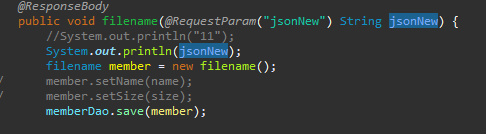 @ResponseBody
public void filename(@RequestParam("jsonNew") String jsonNew) {
//System.out.println("11");
System.out.println(jsonNew);
filename member = new filename();
/ member.setName(name);
/ member.setSize(size);
memberDao.save(member);